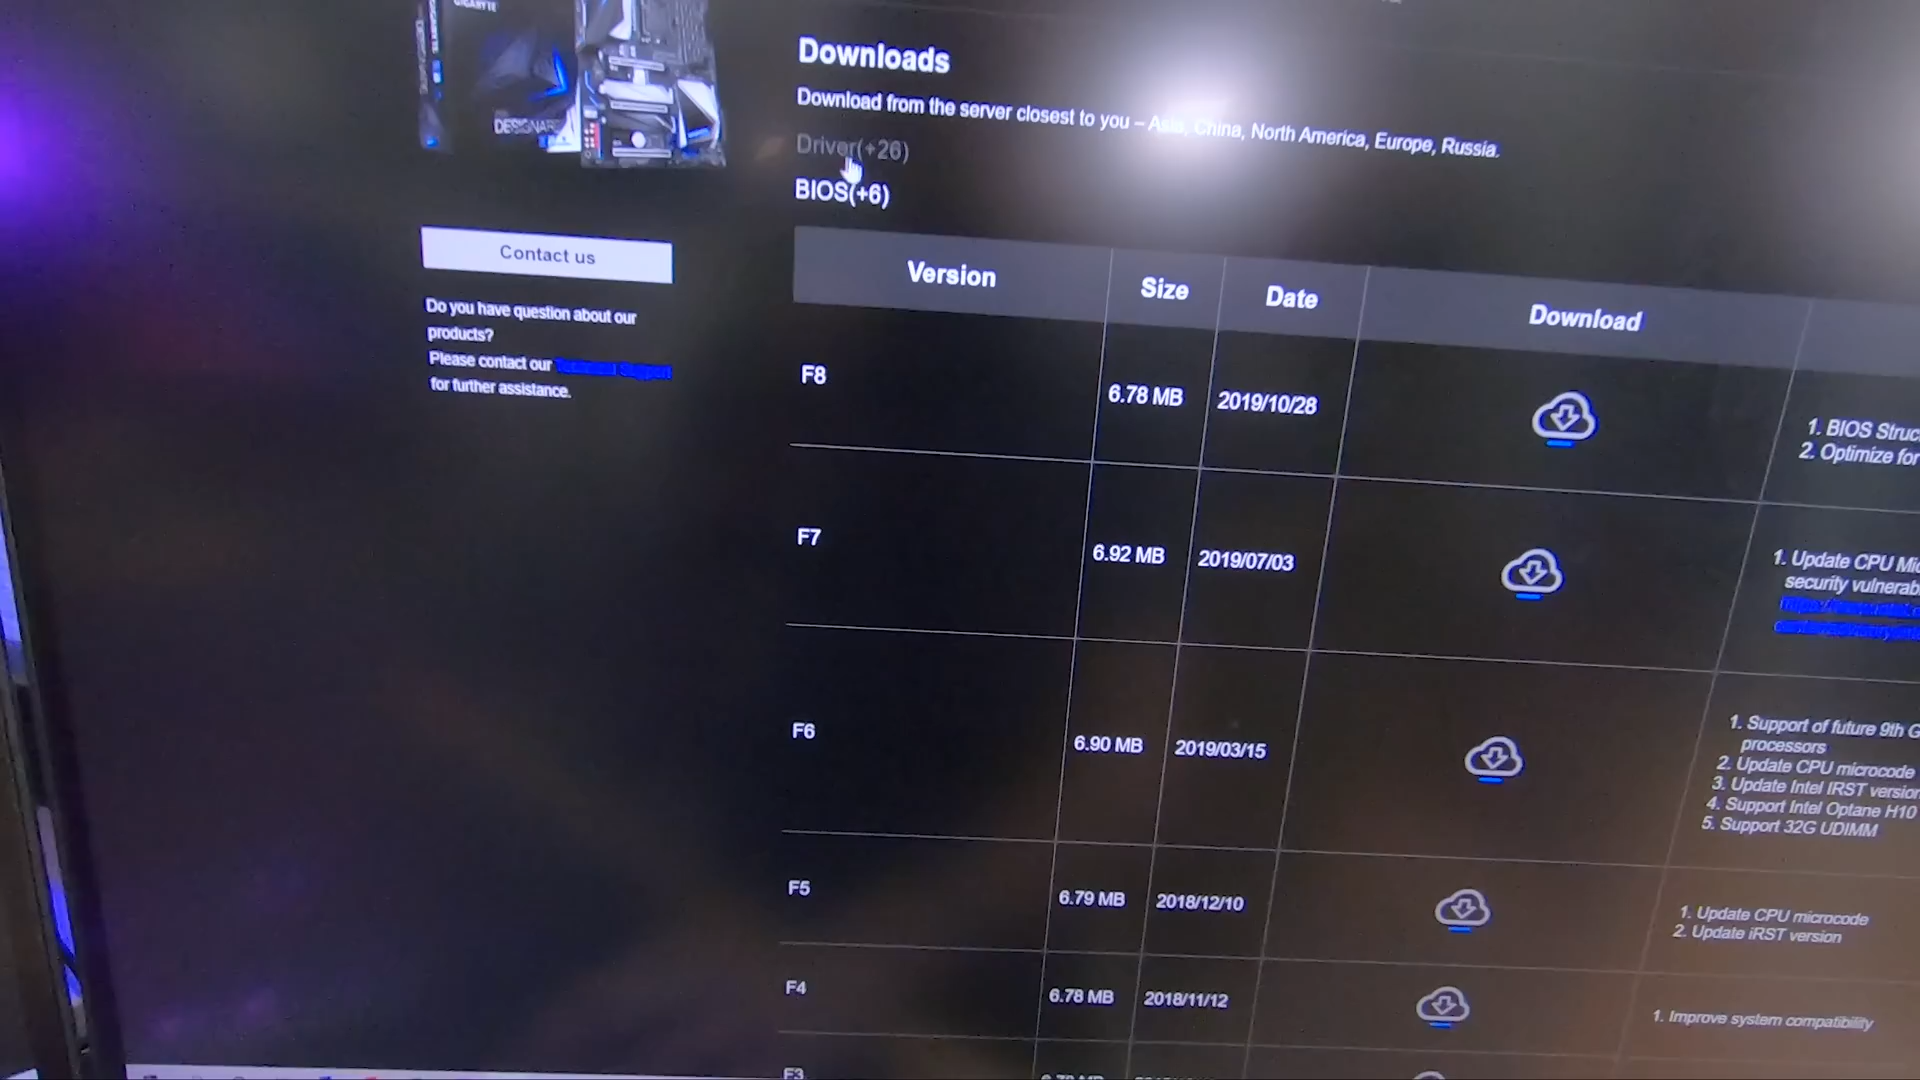 GIGABYTE
Downloads
Download from the server closest to you – Asia, China, North America, Europe, Russia.
Driver(+26)
BIOS(+6)
Contact us
Do you have question about our
products?
Please contact our Technical Support
for further assistance.
Version Size Date Download
F8 6.78 MB 2019/10/28
1. BIOS Struc
2. Optimize for
F7 6.92 MB 2019/07/03
1. Update CPU Mic
security vulnerab
F6 6.90 MB 2019/03/15
1. Support of future 9th G
processors
2. Update CPU microcode
3. Update Intel IRST version
4. Support Intel Optane H10
5. Support 32G UDIMM
F5 6.79 MB 2018/12/10
1. Update CPU microcode
2. Update iRST version
F4 6.78 MB 2018/11/12
1. Improve system compatibility
F3